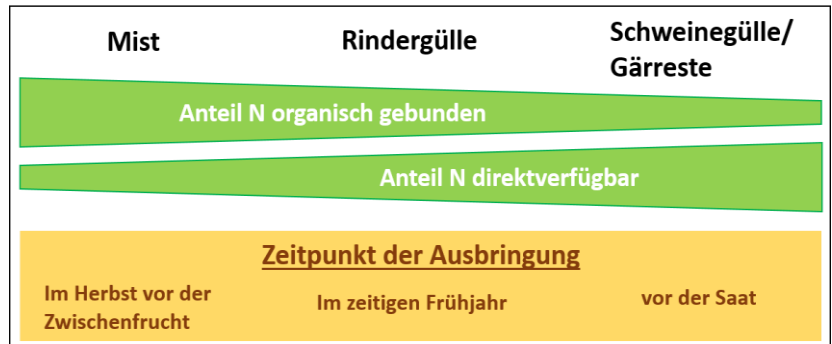 Mist
Rindergülle
Schweinegülle/
Gärreste
Anteil N organisch gebunden
Anteil N direktverfügbar
Zeitpunkt der Ausbringung
Im Herbst vor der
Zwischenfrucht
Im zeitigen Frühjahr
vor der Saat